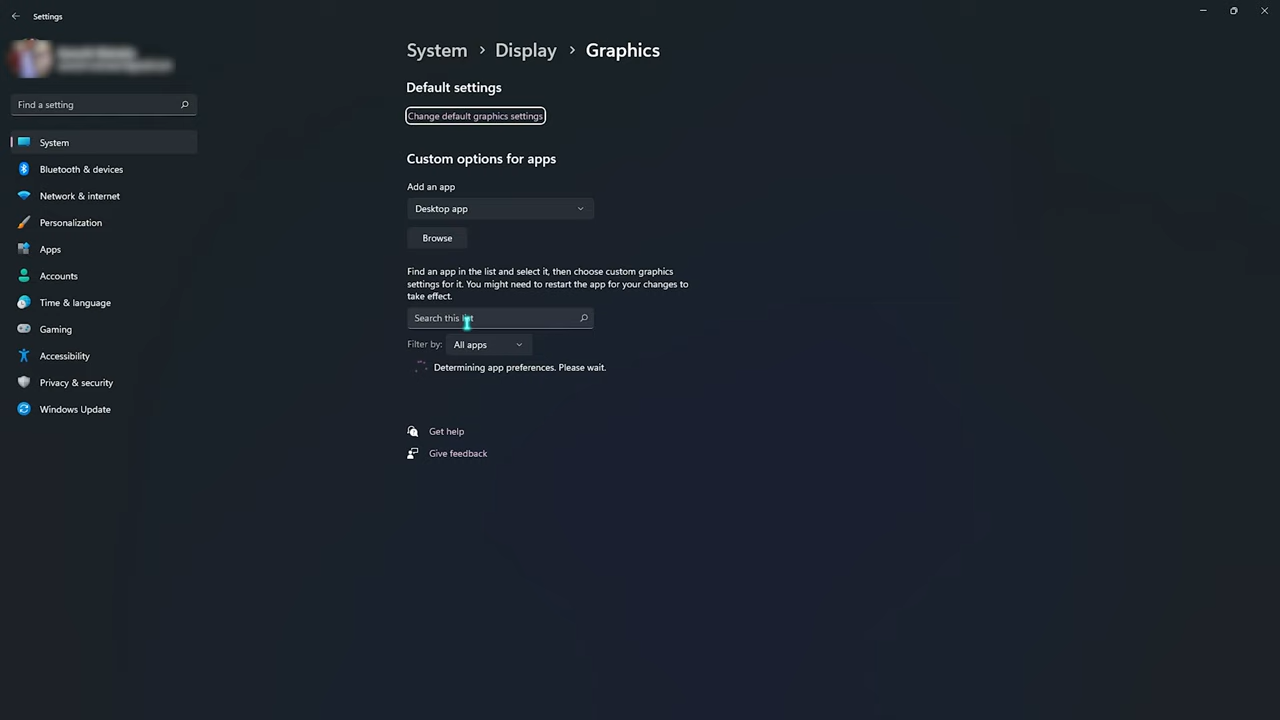 Settings
System > Display > Graphics
Find a setting
System
Bluetooth & devices
Network & internet
Personalization
Apps
Accounts
Time & language
Gaming
Accessibility
Privacy & security
Windows Update
Default settings
Change default graphics settings
Custom options for apps
Add an app
Desktop app
Browse
Find an app in the list and select it, then choose custom graphics
settings for it. You might need to restart the app for your changes to
take effect.
Search this list
Filter by: All apps
Determining app preferences. Please wait.
Get help
Give feedback